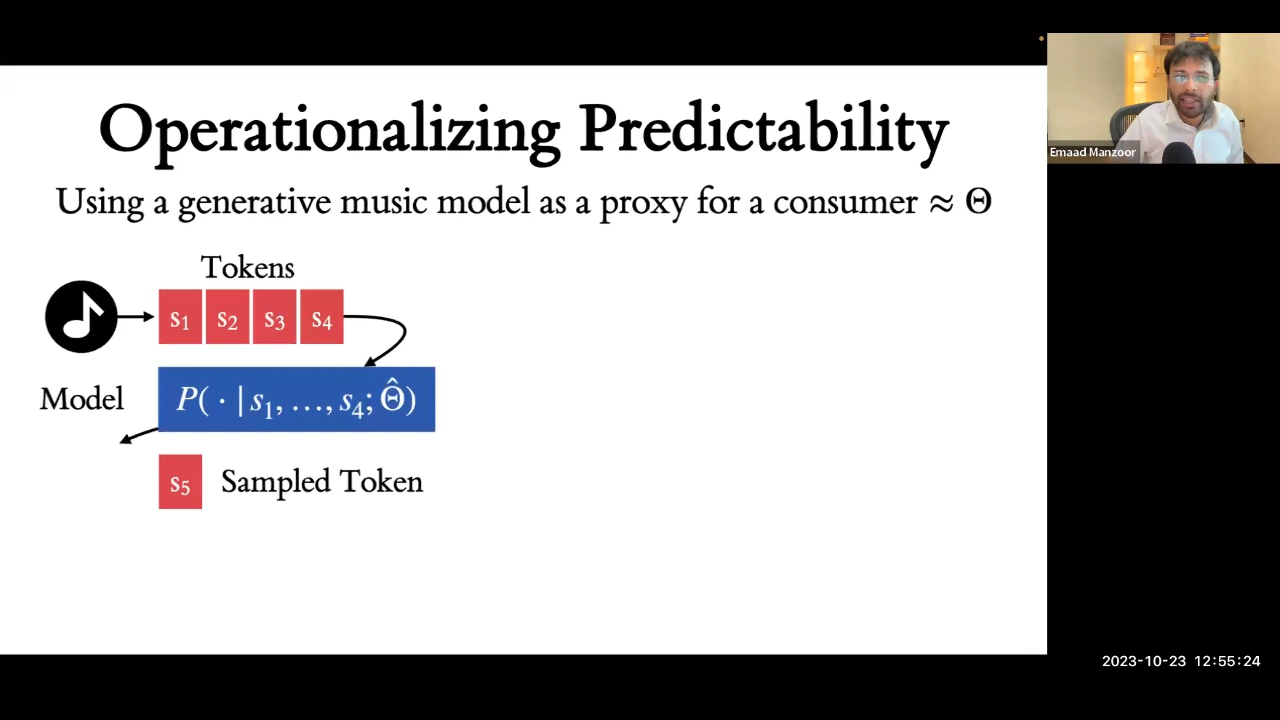 Operationalizing Predictability
Using a generative music model as a proxy for a consumer ≈ Θ
Tokens
s₁ s₂ s₃ s₄
Model
P( · | s₁, …, s₄; Θ̂)
s₅ Sampled Token
Emaad Manzoor
2023-10-23 12:55:24